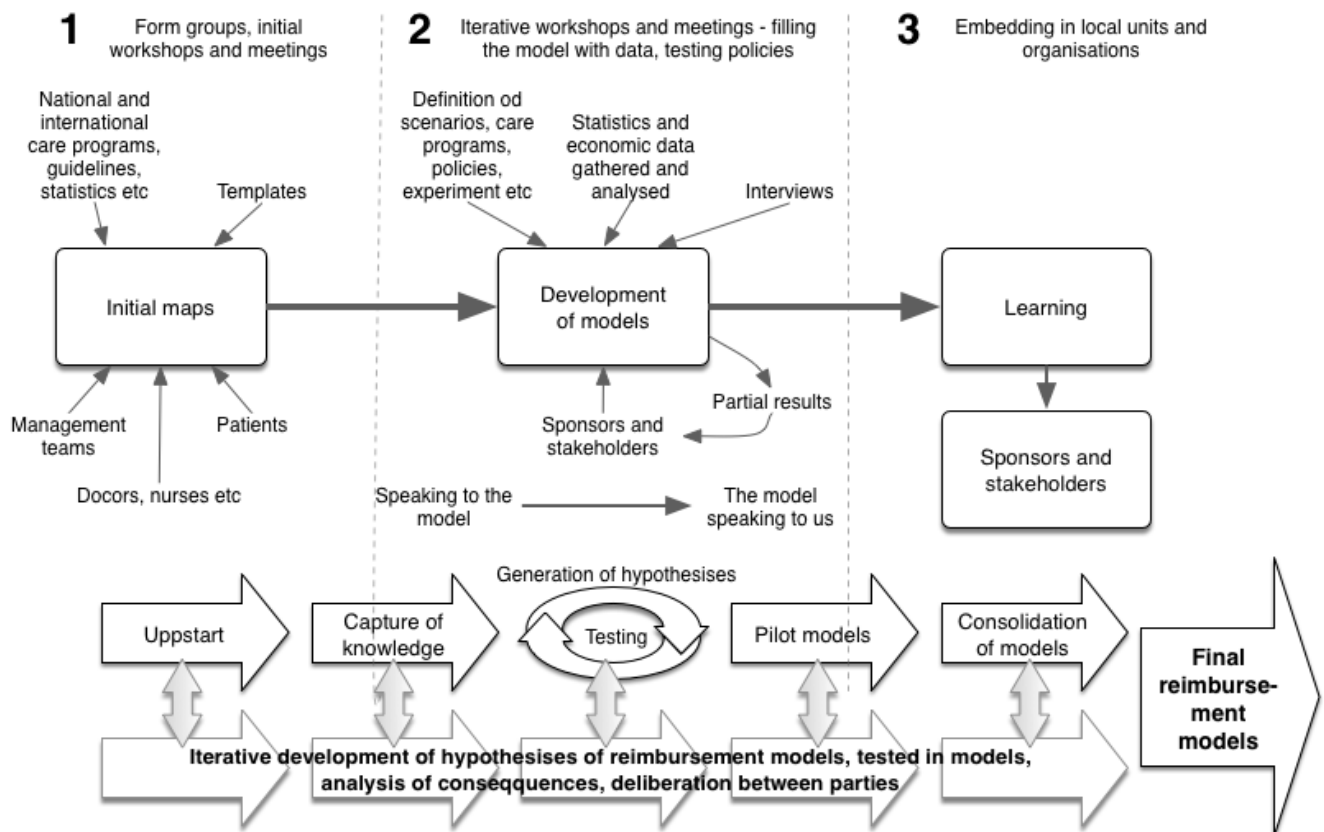 1
Form groups, initial
workshops and meetings
2
Iterative workshops and meetings - filling
the model with data, testing policies
3
Embedding in local units and
organisations
National and
international
care programs,
guidelines,
statistics etc
Templates
Definition od
scenarios, care
programs,
policies,
experiment etc
Statistics and
economic data
gathered and
analysed
Interviews
Initial maps
Development
of models
Learning
Management
teams
Patients
Docors, nurses etc
Sponsors and
stakeholders
Partial results
Sponsors and
stakeholders
Speaking to the
model
The model
speaking to us
Generation of hypothesises
Uppstart
Capture of
knowledge
Testing
Pilot models
Consolidation
of models
Final
reimburse-
ment
models
Iterative development of hypothesises of reimbursement models, tested in models,
analysis of conseqquences, deliberation between parties